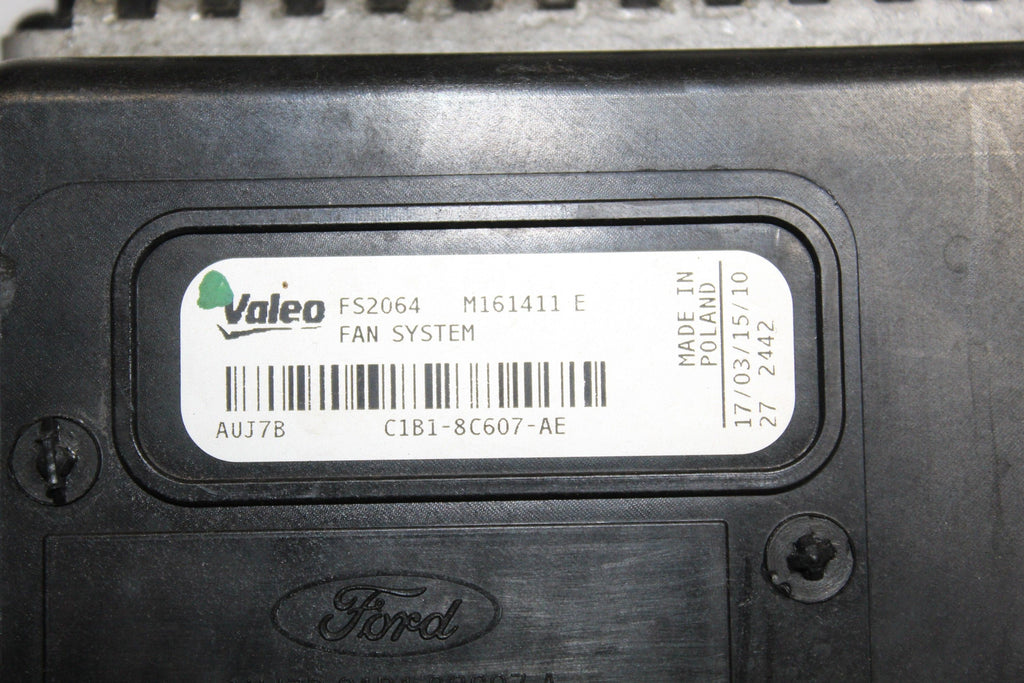 Valeo FS2064 M161411 E
FAN SYSTEM
AUJ7B C1B1-8C607-AE
MADE IN
POLAND
17/03/15/10
27 2442
Ford